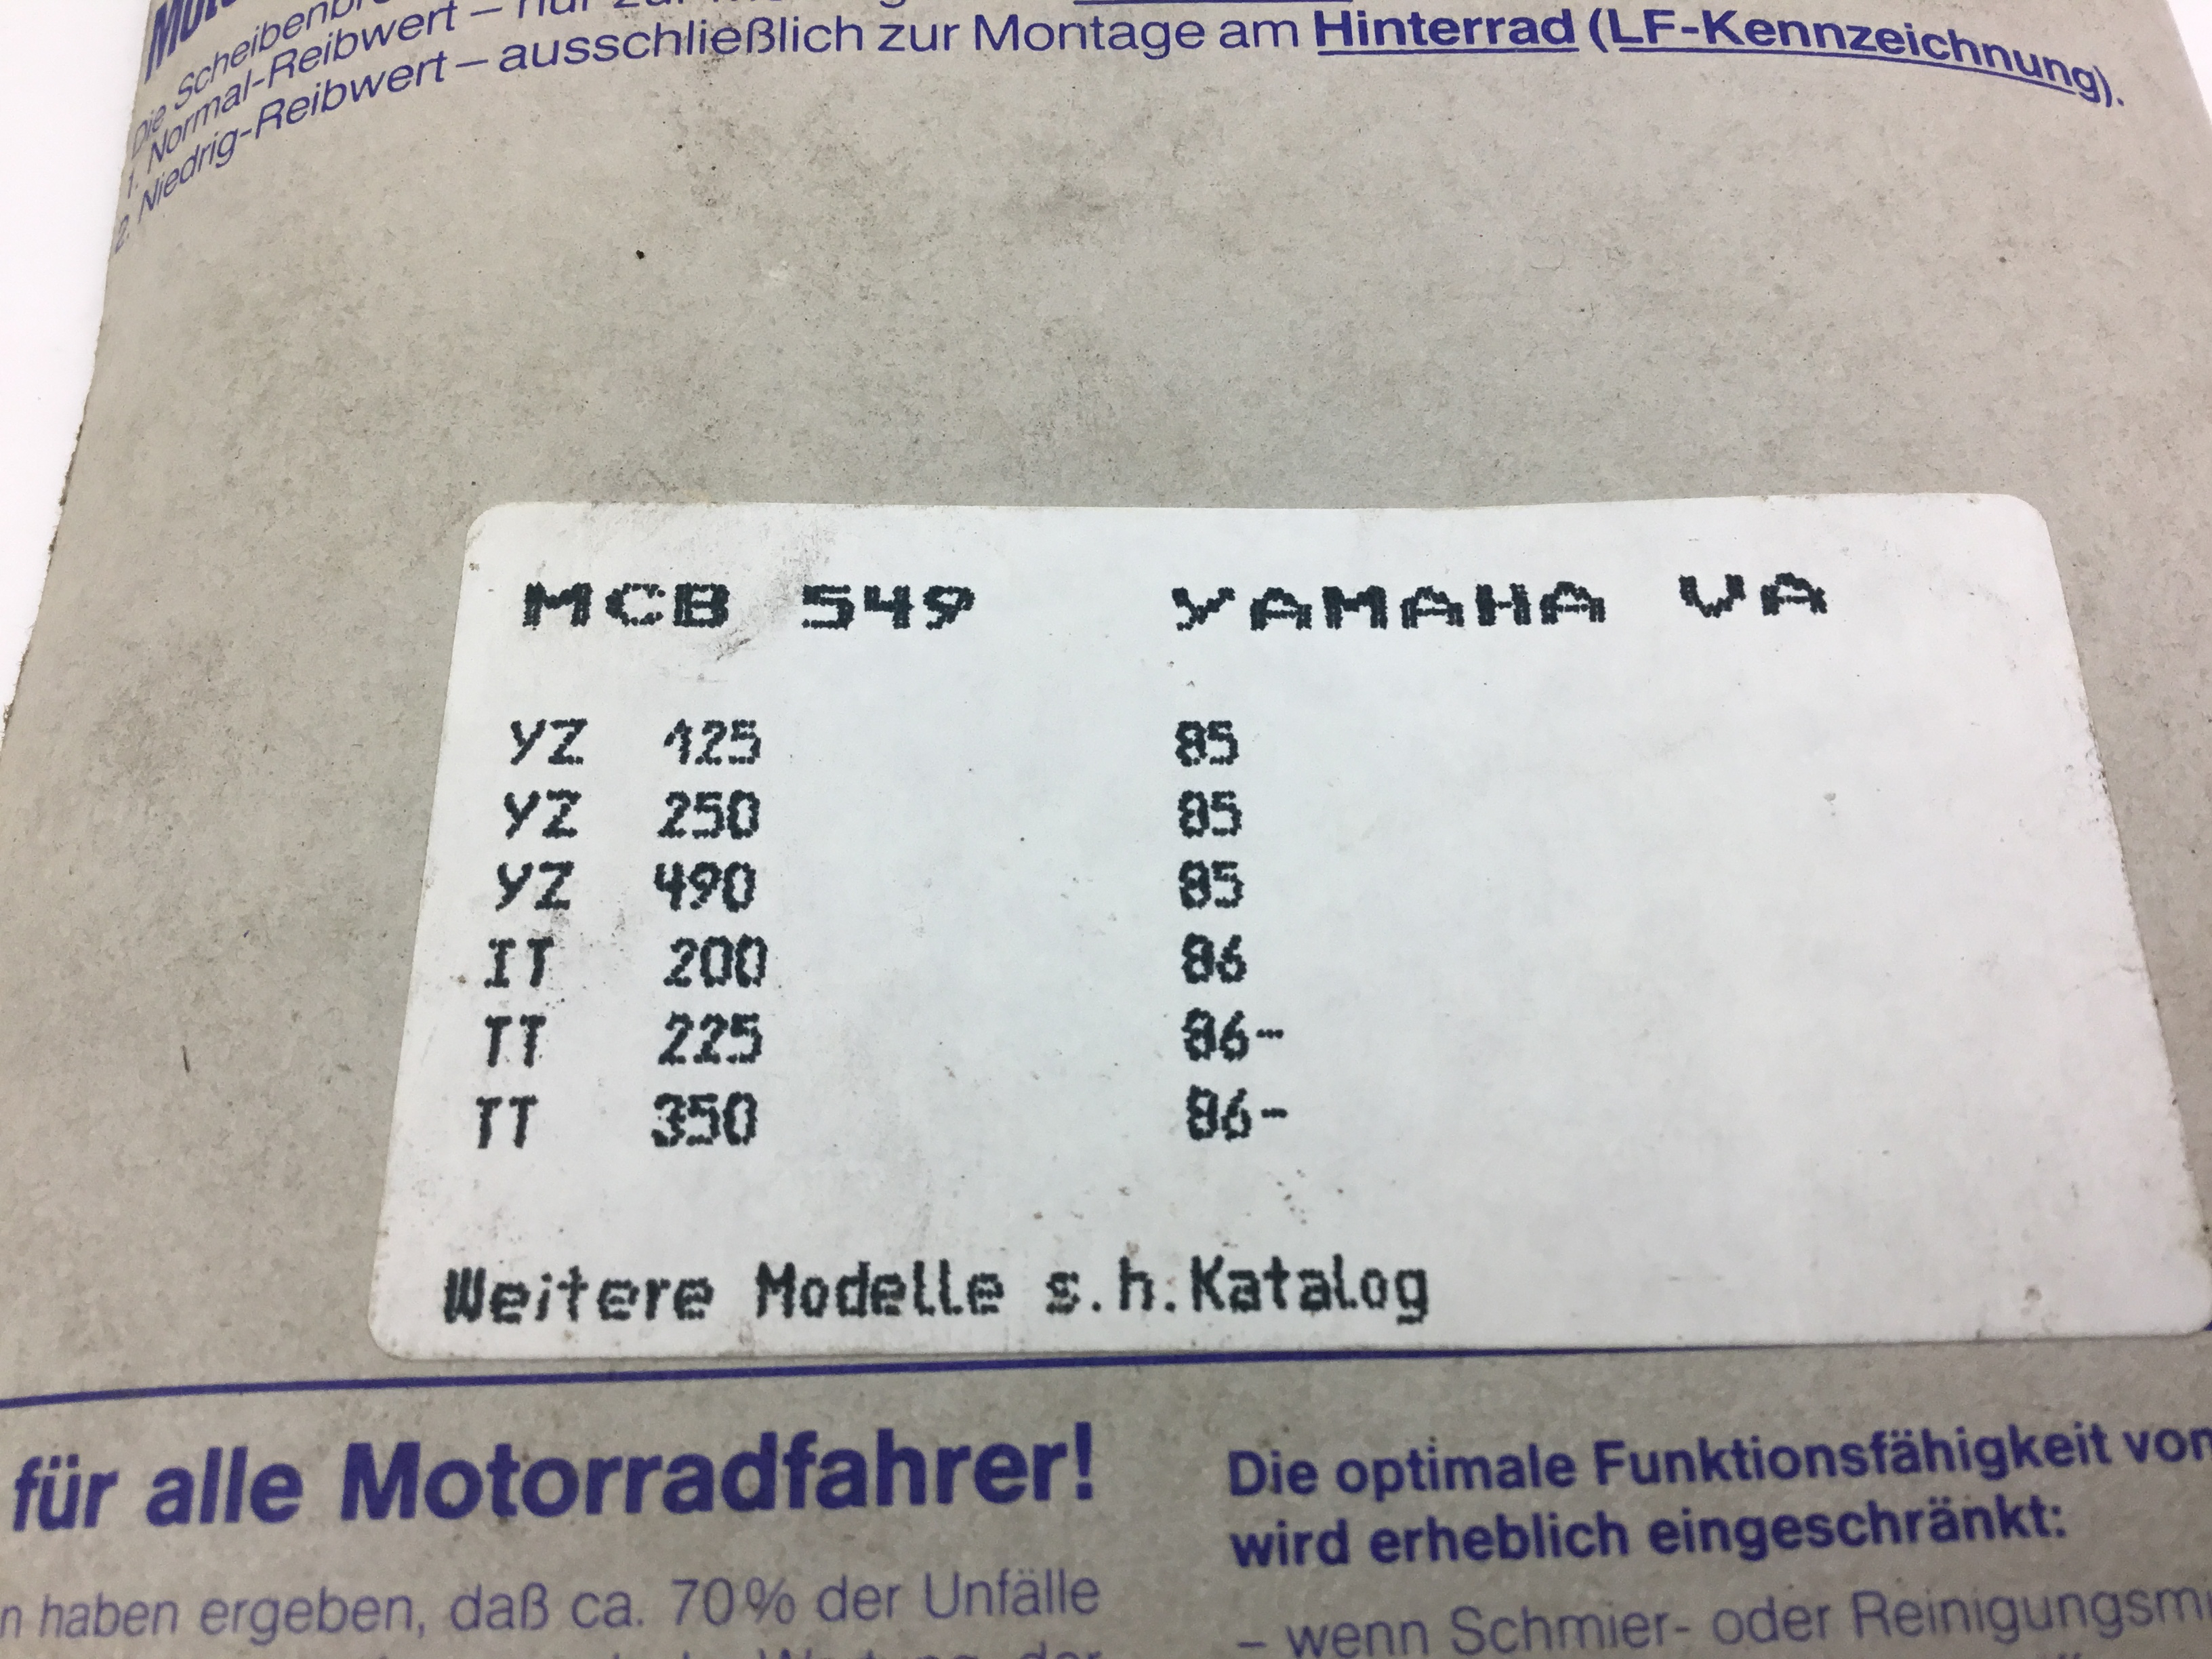 Die
1. Normal-Reibwert – nur
2. Niedrig-Reibwert – ausschließlich zur Montage am Hinterrad (LF-Kennzeichnung).
MCB 549 YAMAHA VA
YZ 125 85
YZ 250 85
YZ 490 85
IT 200 86
TT 225 86-
TT 350 86-
Weitere Modelle s.h.Katalog
für alle Motorradfahrer!
n haben ergeben, daß ca. 70% der Unfälle
Die optimale Funktionsfähigkeit von
wird erheblich eingeschränkt:
– wenn Schmier- oder Reinigungsm